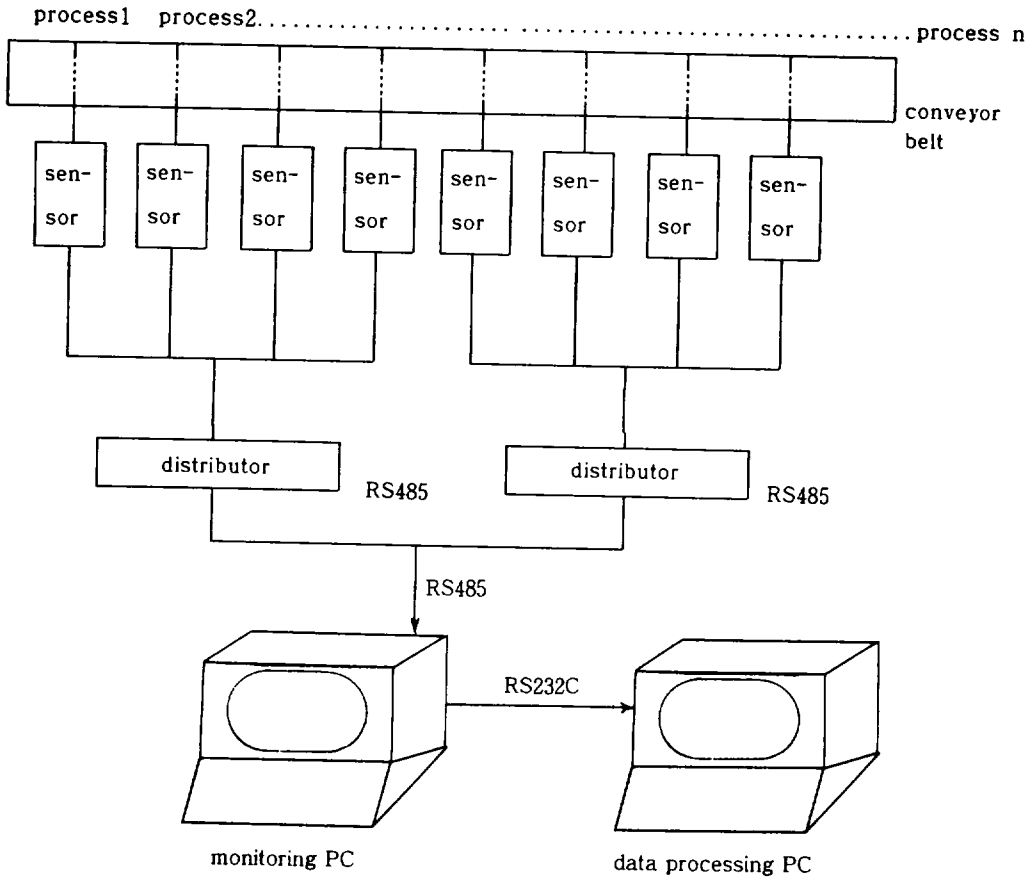 process1 process2.......................................................... process n
conveyor
belt
sen-
sor
sen-
sor
sen-
sor
sen-
sor
sen-
sor
sen-
sor
sen-
sor
sen-
sor
distributor
RS485
distributor
RS485
RS485
RS232C
monitoring PC
data processing PC